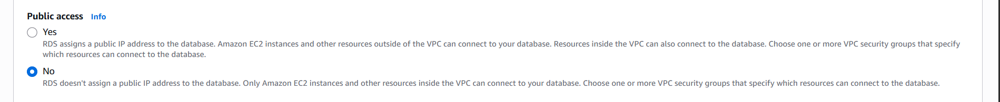 Public access Info
Yes
RDS assigns a public IP address to the database. Amazon EC2 instances and other resources outside of the VPC can connect to your database. Resources inside the VPC can also connect to the database. Choose one or more VPC security groups that specify
which resources can connect to the database.
No
RDS doesn't assign a public IP address to the database. Only Amazon EC2 instances and other resources inside the VPC can connect to your database. Choose one or more VPC security groups that specify which resources can connect to the database.